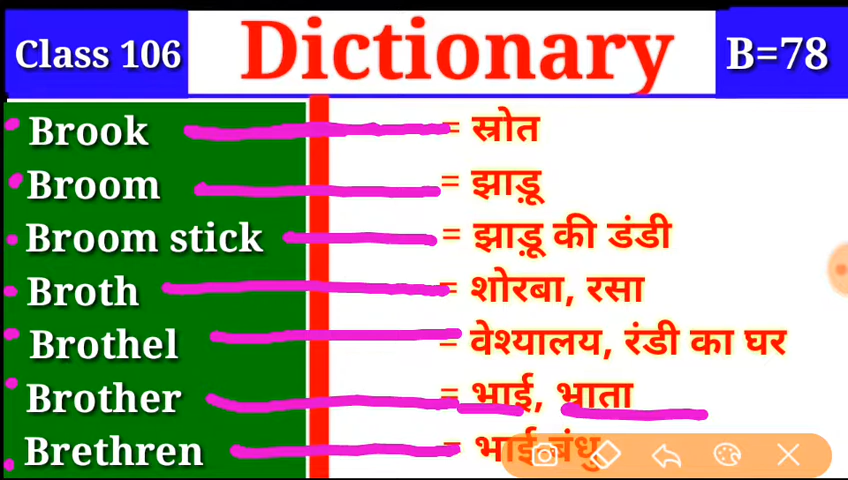 Class 106 Dictionary B=78
Brook = स्रोत
Broom = झाड़ू
Broom stick = झाड़ू की डंडी
Broth = शोरबा, रसा
Brothel = वेश्यालय, रंडी का घर
Brother = भाई, भ्राता
Brethren = भाई बंधु